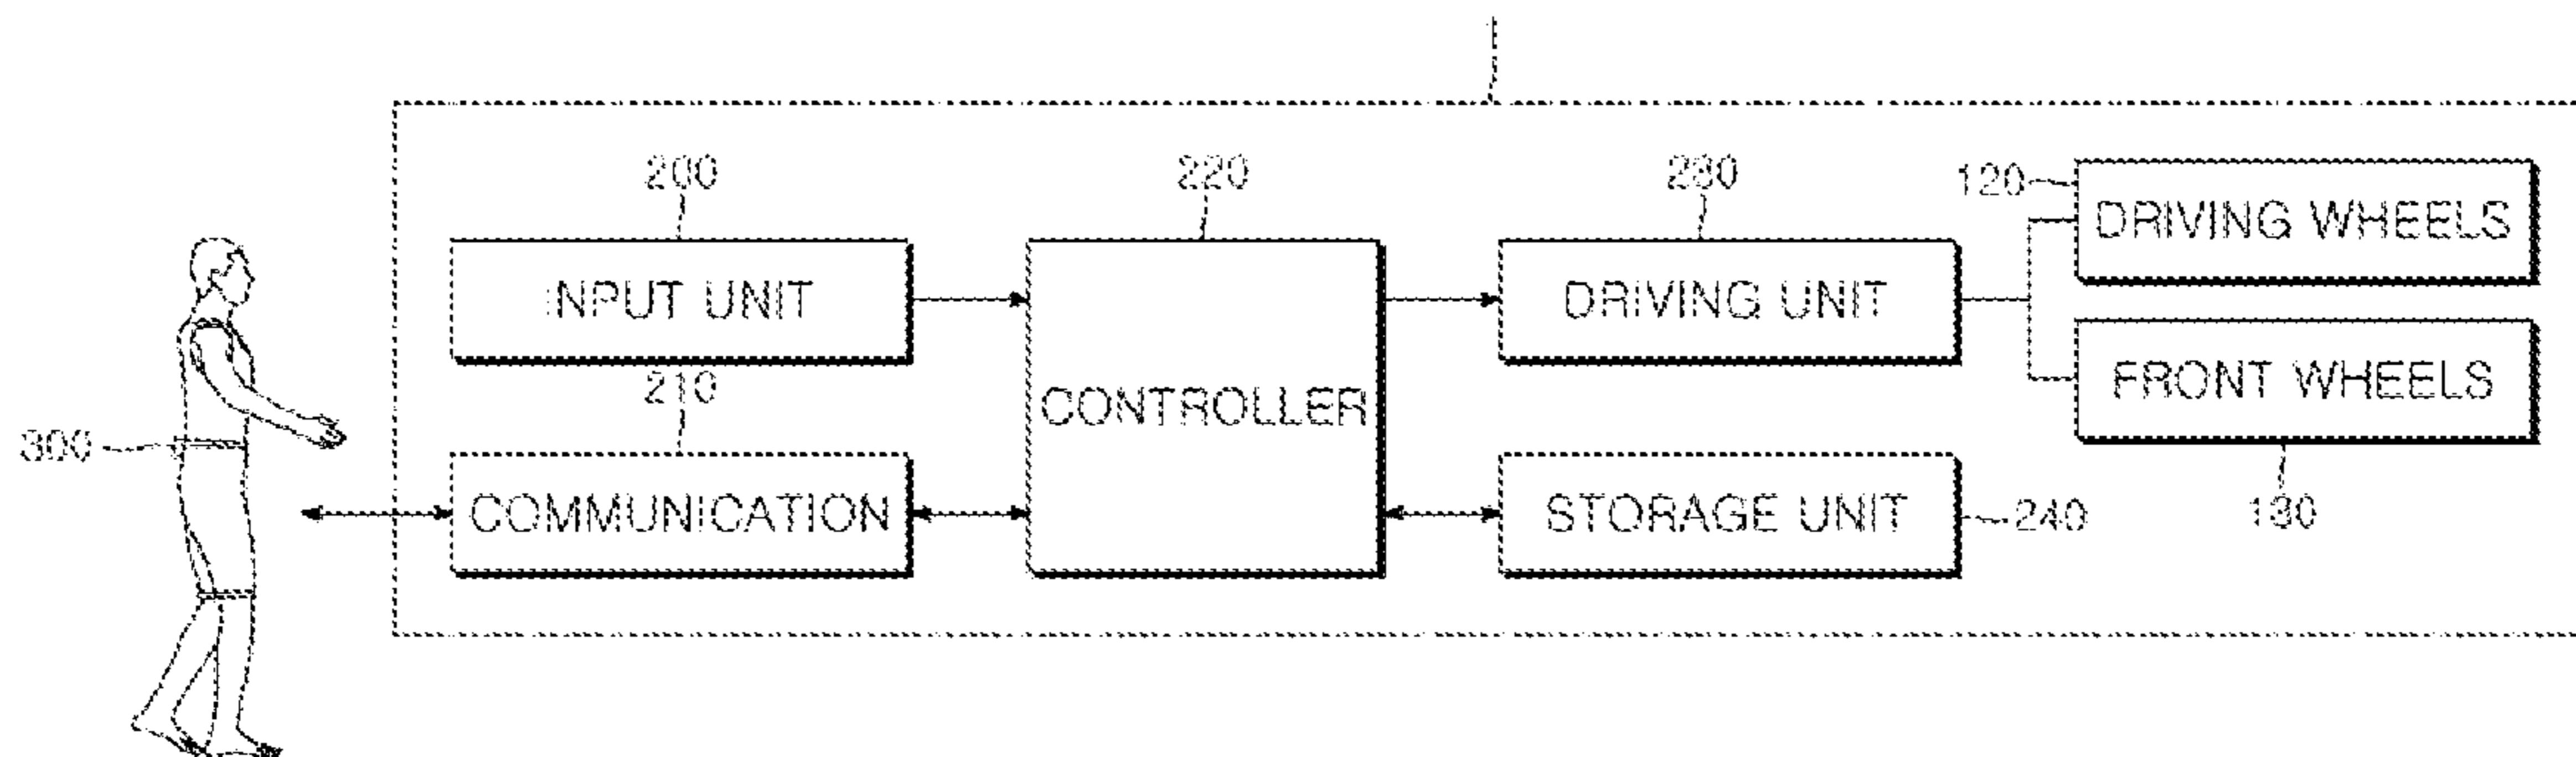 200
220
230
120
DRIVING WHEELS
INPUT UNIT
DRIVING UNIT
210
FRONT WHEELS
CONTROLLER
300
COMMUNICATION
STORAGE UNIT
240
130